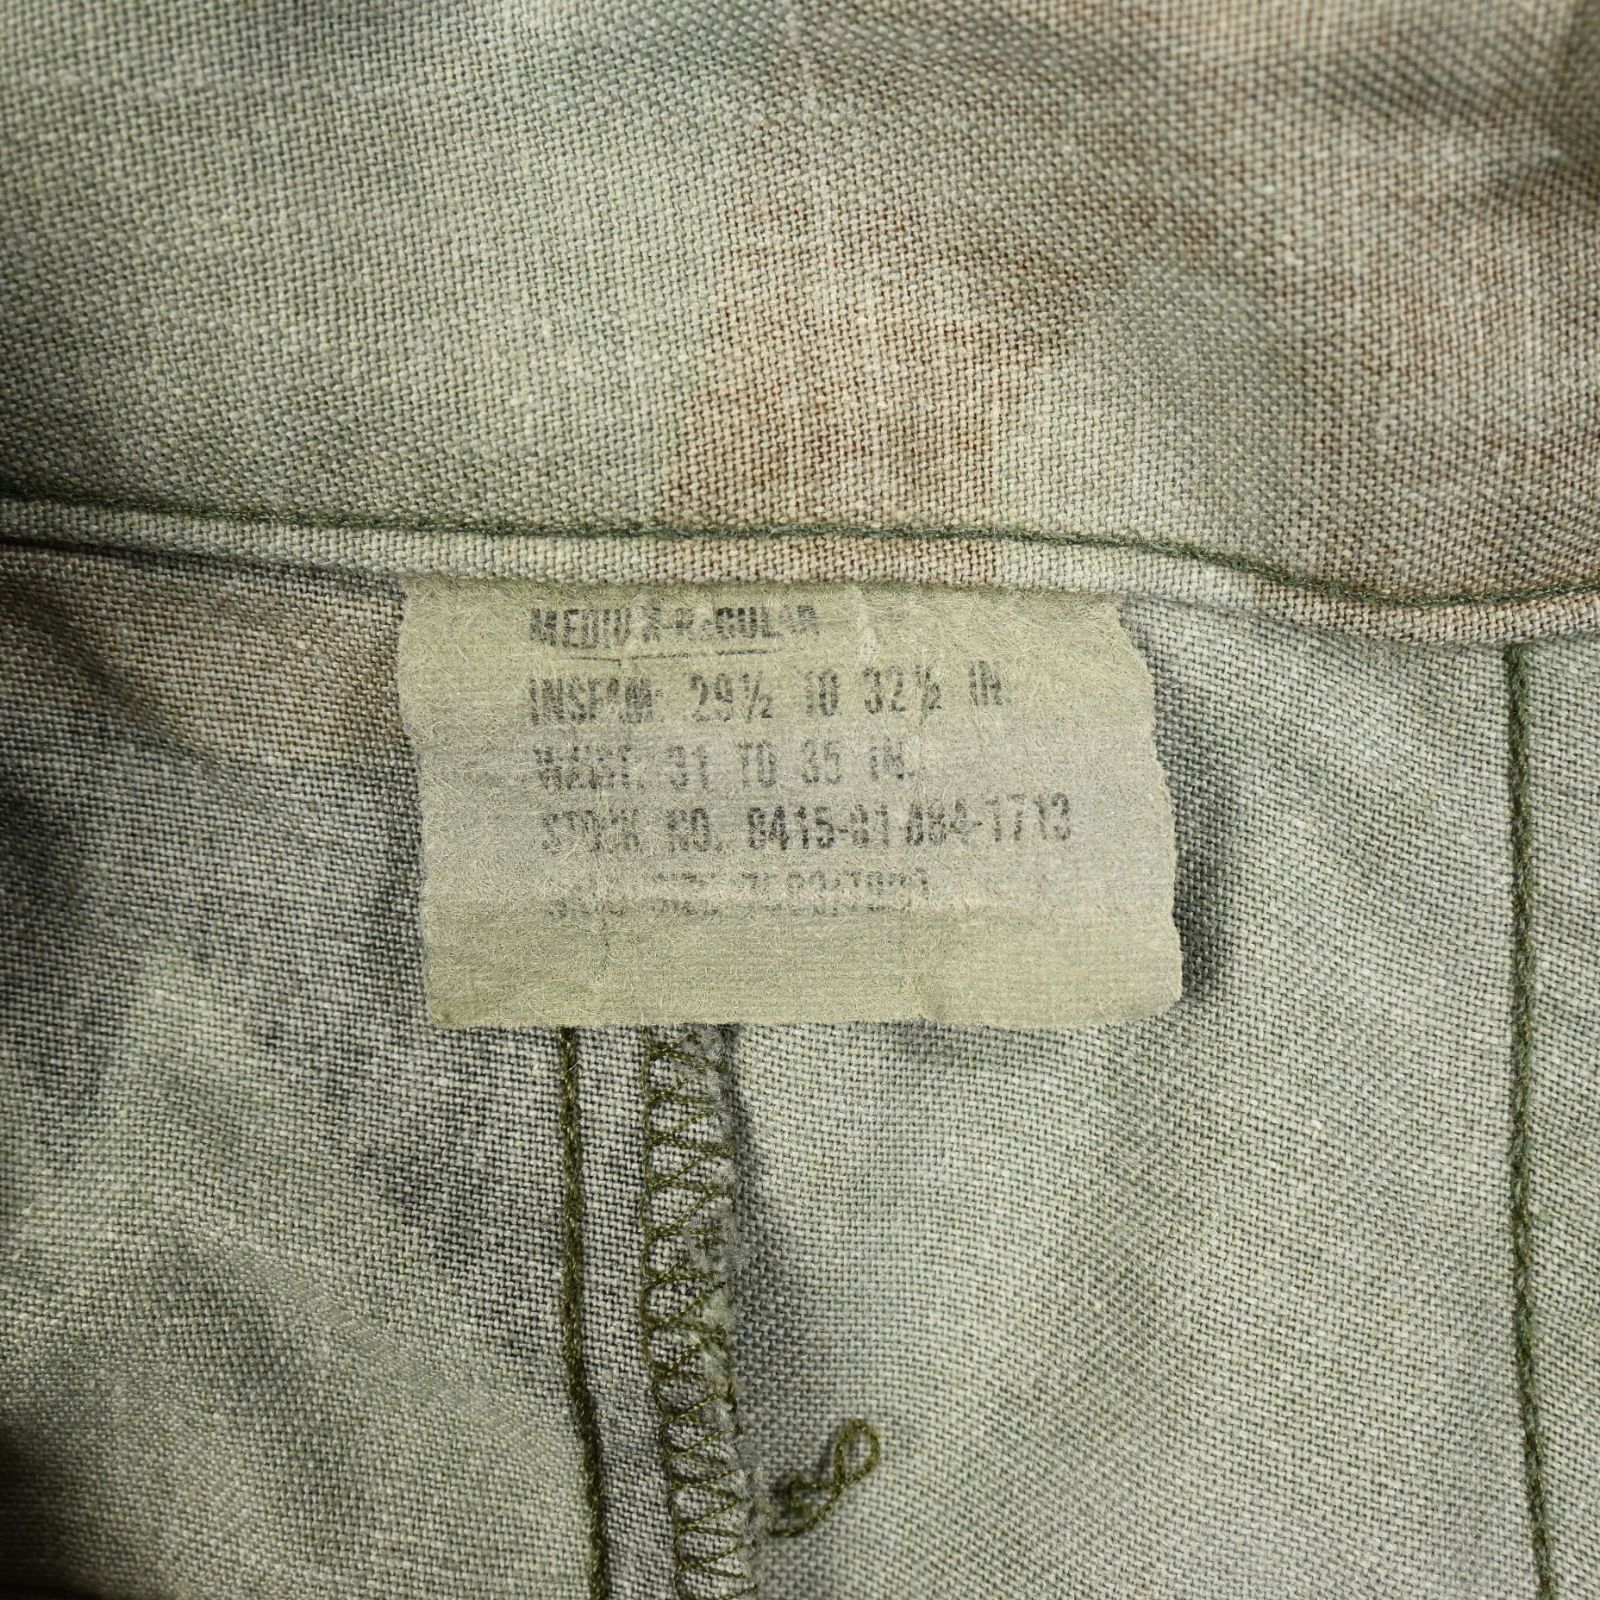 MEDIUM-REGULAR
INSEAM: 29½ TO 32½ IN.
WAIST: 31 TO 35 IN.
STOCK NO. 8415-01-084-1713